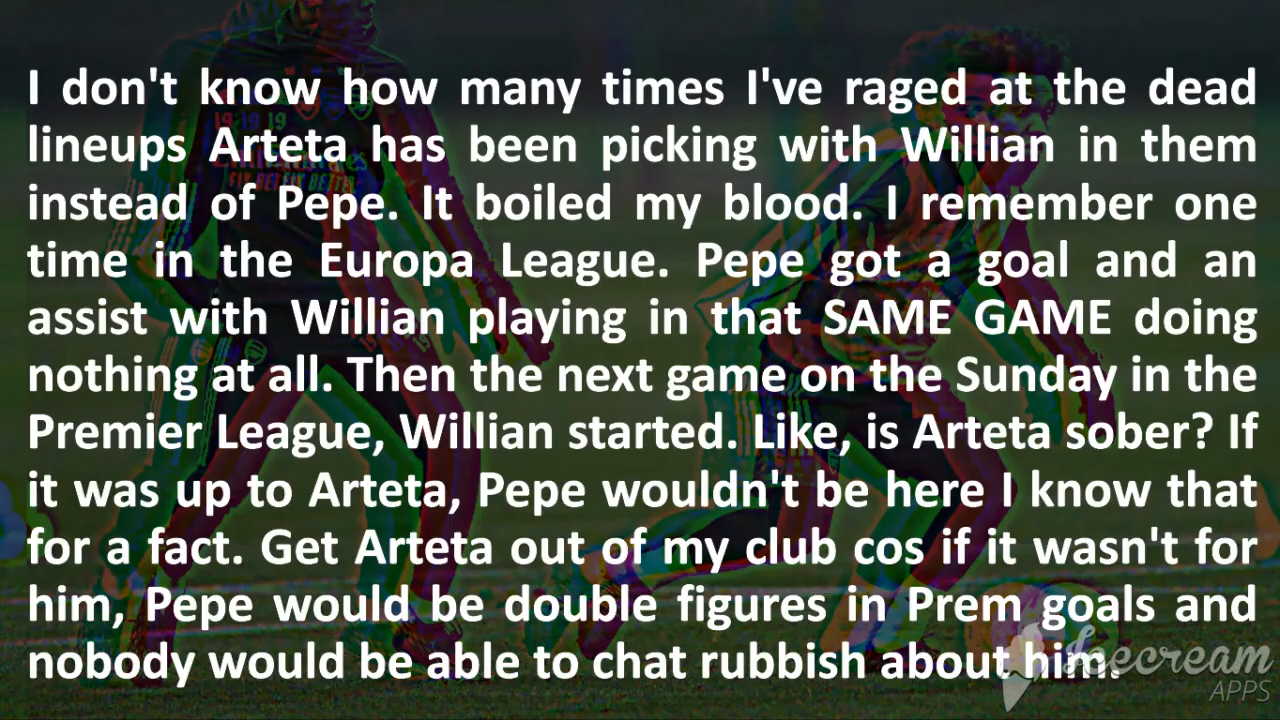 I don't know how many times I've raged at the dead
lineups Arteta has been picking with Willian in them
instead of Pepe. It boiled my blood. I remember one
time in the Europa League. Pepe got a goal and an
assist with Willian playing in that SAME GAME doing
nothing at all. Then the next game on the Sunday in the
Premier League, Willian started. Like, is Arteta sober? If
it was up to Arteta, Pepe wouldn't be here I know that
for a fact. Get Arteta out of my club cos if it wasn't for
him, Pepe would be double figures in Prem goals and
nobody would be able to chat rubbish about him.
Icecream
APPS